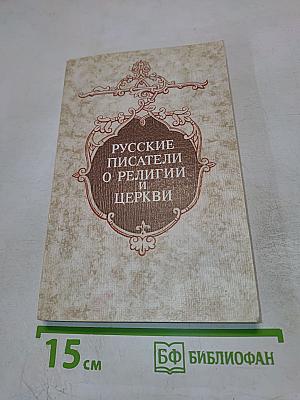 РУССКИЕ
ПИСАТЕЛИ
О РЕЛИГИИ
И
ЦЕРКВИ
15 см
БФ БИБЛИОФАН